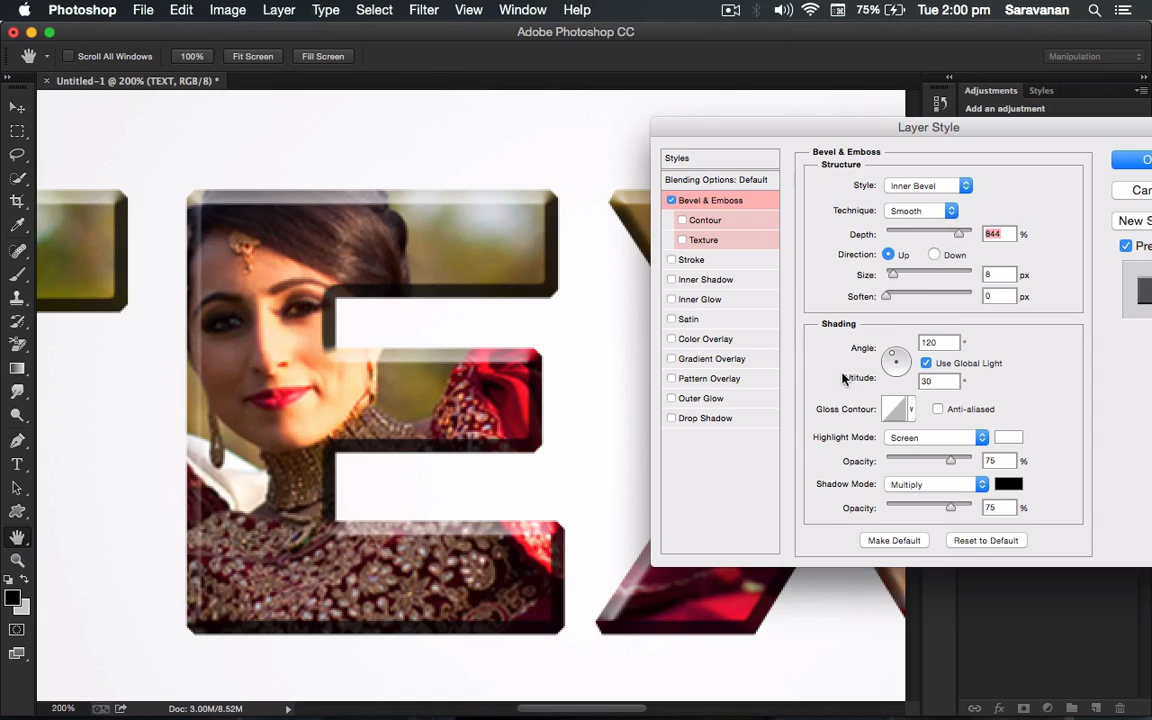 Photoshop File Edit Image Layer Type Select Filter View Window Help 75% Tue 2:00 pm Saravanan
Adobe Photoshop CC
Scroll All Windows 100% Fit Screen Fill Screen Manipulation
Untitled-1 @ 200% (TEXT, RGB/8) *
Adjustments Styles
Add an adjustment
Layer Style
Styles
Blending Options: Default
Bevel & Emboss
Contour
Texture
Stroke
Inner Shadow
Inner Glow
Satin
Color Overlay
Gradient Overlay
Pattern Overlay
Outer Glow
Drop Shadow
Bevel & Emboss
Structure
Style: Inner Bevel
Technique: Smooth
Depth: 844 %
Direction: Up Down
Size: 8 px
Soften: 0 px
Shading
Angle: 120 °
Use Global Light
Altitude: 30 °
Gloss Contour: Anti-aliased
Highlight Mode: Screen
Opacity: 75 %
Shadow Mode: Multiply
Opacity: 75 %
Make Default Reset to Default
O
Can
New S
Pre
E
200% Doc: 3.00M/8.52M
fx